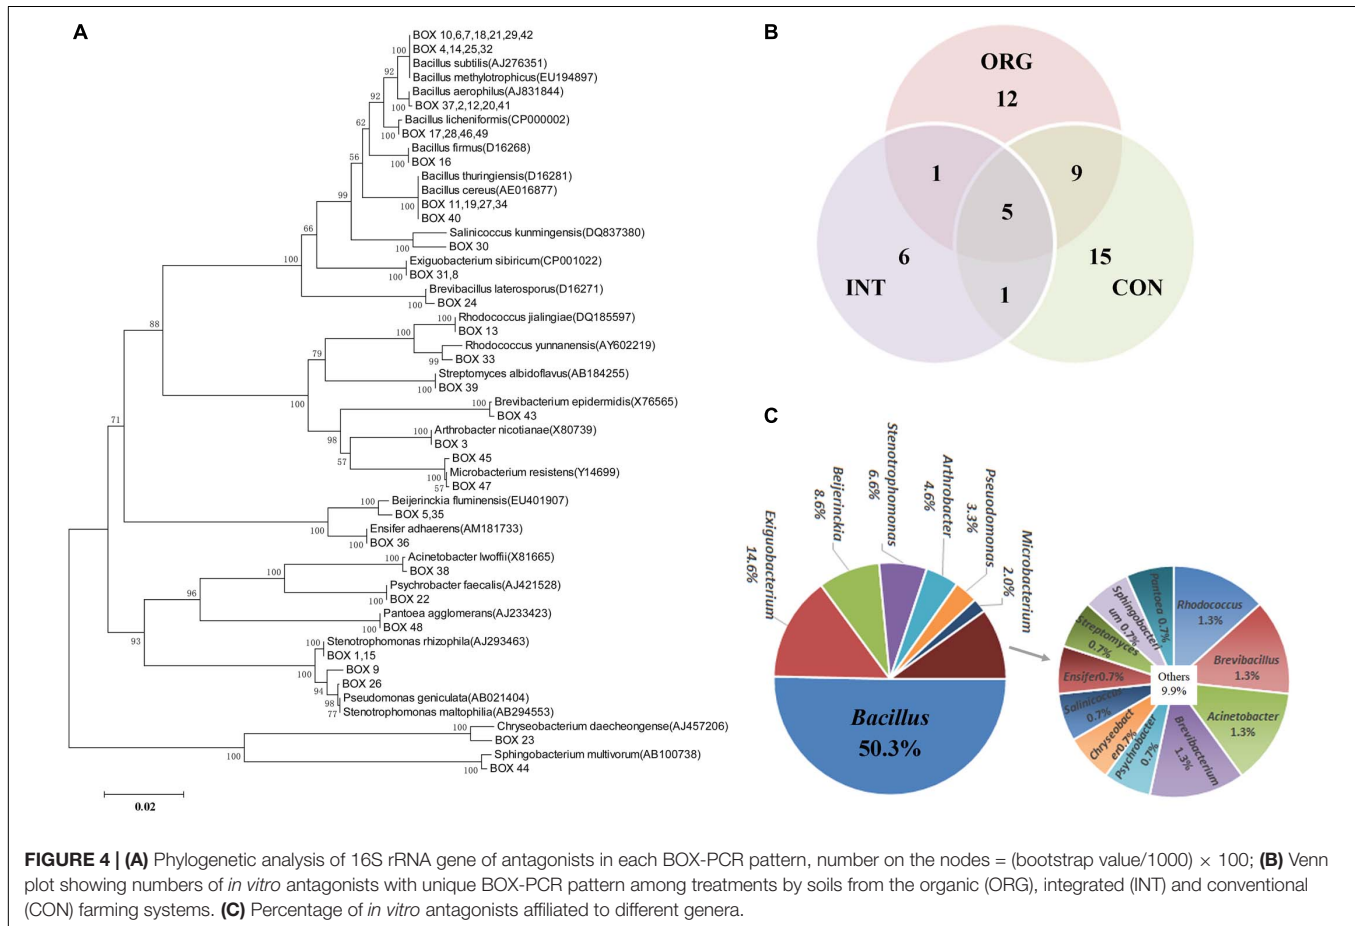 A
BOX 10,6,7,18,21,29,42
BOX 4,14,25,32
Bacillus subtilis(AJ276351)
Bacillus methylotrophicus(EU194897)
Bacillus aerophilus(AJ831844)
BOX 37,2,12,20,41
Bacillus licheniformis(CP000002)
BOX 17,28,46,49
Bacillus firmus(D16268)
BOX 16
Bacillus thuringiensis(D16281)
Bacillus cereus(AE016877)
BOX 11,19,27,34
BOX 40
Salinicoccus kunmingensis(DQ837380)
BOX 30
Exiguobacterium sibiricum(CP001022)
BOX 31,8
Brevibacillus laterosporus(D16271)
BOX 24
Rhodococcus jialingiae(DQ185597)
BOX 13
Rhodococcus yunnanensis(AY602219)
BOX 33
Streptomyces albidoflavus(AB184255)
BOX 39
Brevibacterium epidermidis(X76565)
BOX 43
Arthrobacter nicotianae(X80739)
BOX 3
BOX 45
Microbacterium resistens(Y14699)
BOX 47
Beijerinckia fluminensis(EU401907)
BOX 5,35
Ensifer adhaerens(AM181733)
BOX 36
Acinetobacter lwoffii(X81665)
BOX 38
Psychrobacter faecalis(AJ421528)
BOX 22
Pantoea agglomerans(AJ233423)
BOX 48
Stenotrophomonas rhizophila(AJ293463)
BOX 1,15
BOX 9
BOX 26
Pseudomonas geniculata(AB021404)
Stenotrophomonas maltophilia(AB294553)
Chryseobacterium daecheongense(AJ457206)
BOX 23
Sphingobacterium multivorum(AB100738)
BOX 44
100
92
92
100
62
100
56
100
99
100
66
100
100
100
88
100
100
99
79
100
100
100
98
100
57
100
57
71
100
100
100
100
100
96
100
100
93
100
100
94
98
77
100
100
100
0.02
B
ORG
12
1
9
5
6
15
INT
CON
1
C
Exiguobacterium
14.6%
Beijerinckia
8.6%
Stenotrophomonas
6.6%
Arthrobacter
4.6%
Pseuodomonas
3.3%
Microbacterium
2.0%
Bacillus
50.3%
Rhodococcus
1.3%
Brevibacillus
1.3%
Acinetobacter
1.3%
Brevibacterium
1.3%
Psychrobacter
0.7%
Chryseobact
er0.7%
Salinicoccus
0.7%
Ensifer0.7%
Streptomyces
0.7%
Sphingobacteri
um 0.7%
Pantoea 0.7%
Others
9.9%
FIGURE 4 | (A) Phylogenetic analysis of 16S rRNA gene of antagonists in each BOX-PCR pattern, number on the nodes = (bootstrap value/1000) × 100; (B) Venn
plot showing numbers of in vitro antagonists with unique BOX-PCR pattern among treatments by soils from the organic (ORG), integrated (INT) and conventional
(CON) farming systems. (C) Percentage of in vitro antagonists affiliated to different genera.